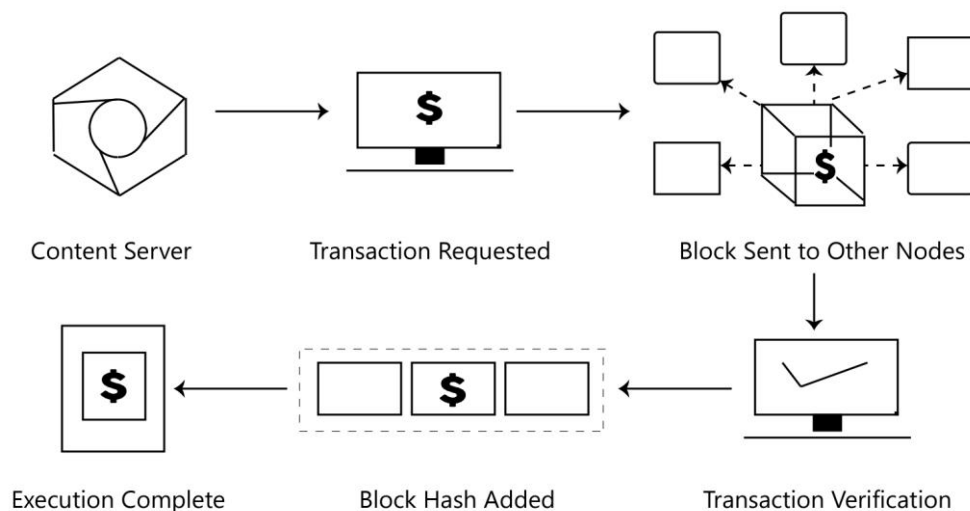 $
$
Content Server
Transaction Requested
Block Sent to Other Nodes
$
$
Execution Complete
Block Hash Added
Transaction Verification